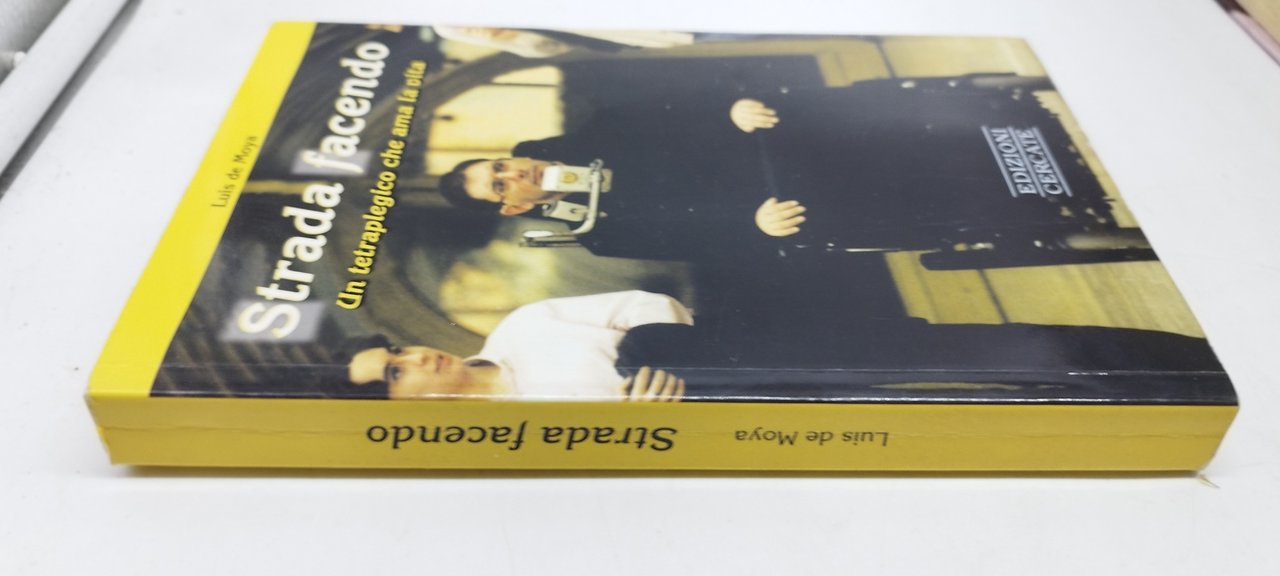 Luis de Moya
Strada facendo
Un tetraplegico che ama la vita
EDIZIONI
CERCATE
Luis de Moya
Strada facendo